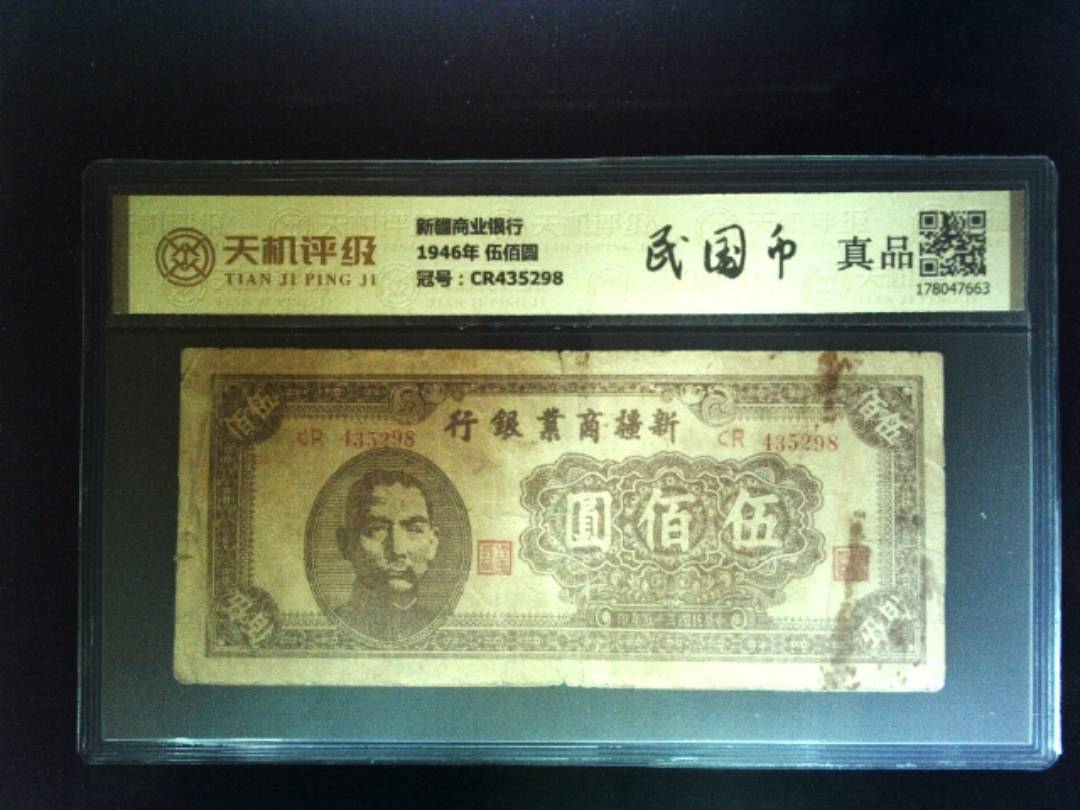 天机评级
TIAN JI PING JI
新疆商业银行
1946年 伍佰圆
冠号：CR435298
民国币
真品
178047663
行銀業商疆新
CR 435298
CR 435298
圓佰伍
佰伍